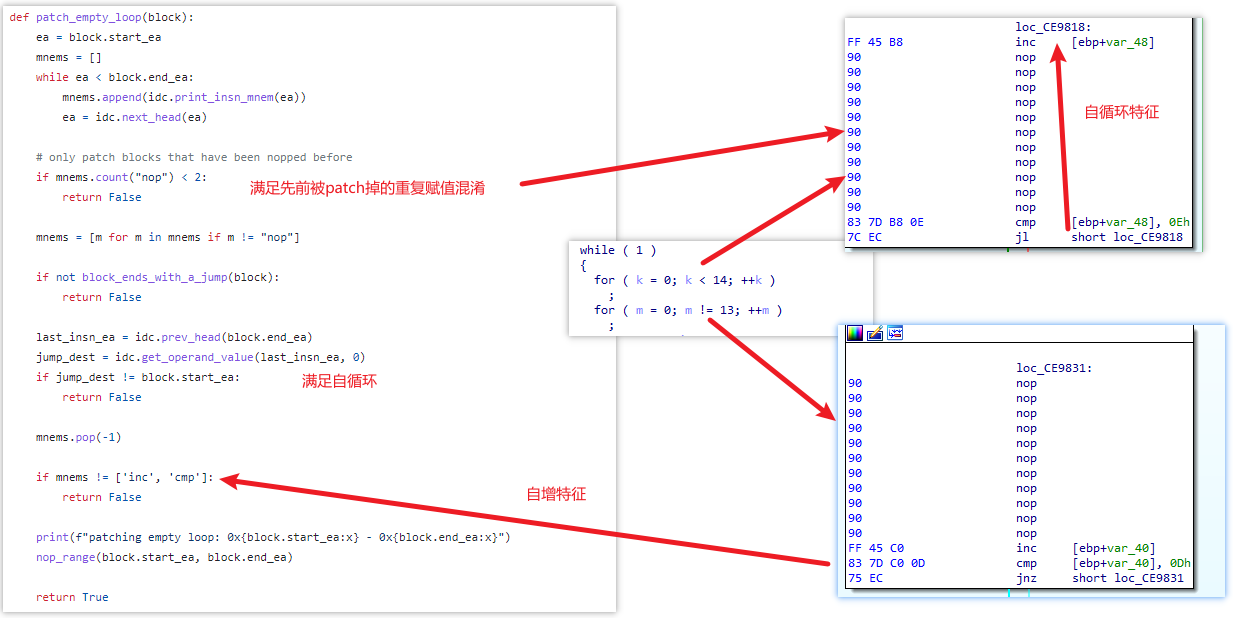 def patch_empty_loop(block):
    ea = block.start_ea
    mnems = []
    while ea < block.end_ea:
        mnems.append(idc.print_insn_mnem(ea))
        ea = idc.next_head(ea)
    # only patch blocks that have been nopped before
    if mnems.count("nop") < 2:
        return False
满足先前被patch掉的重复赋值混淆
    mnems = [m for m in mnems if m != "nop"]
    if not block_ends_with_a_jump(block):
        return False
    last_insn_ea = idc.prev_head(block.end_ea)
    jump_dest = idc.get_operand_value(last_insn_ea, 0)
    if jump_dest != block.start_ea:
        return False
满足自循环
    mnems.pop(-1)
    if mnems != ['inc', 'cmp']:
        return False
自增特征
    print(f"patching empty loop: 0x{block.start_ea:x} - 0x{block.end_ea:x}")
    nop_range(block.start_ea, block.end_ea)
    return True
while ( 1 )
{
  for ( k = 0; k < 14; ++k )
    ;
  for ( m = 0; m != 13; ++m )
    ;
loc_CE9818:
FF 45 B8 inc [ebp+var_48]
90 nop
90 nop
90 nop
90 nop
90 nop
90 nop
90 nop
90 nop
90 nop
90 nop
90 nop
83 7D B8 0E cmp [ebp+var_48], 0Eh
7C EC jl short loc_CE9818
自循环特征
loc_CE9831:
90 nop
90 nop
90 nop
90 nop
90 nop
90 nop
90 nop
90 nop
90 nop
90 nop
90 nop
FF 45 C0 inc [ebp+var_40]
83 7D C0 0D cmp [ebp+var_40], 0Dh
75 EC jnz short loc_CE9831